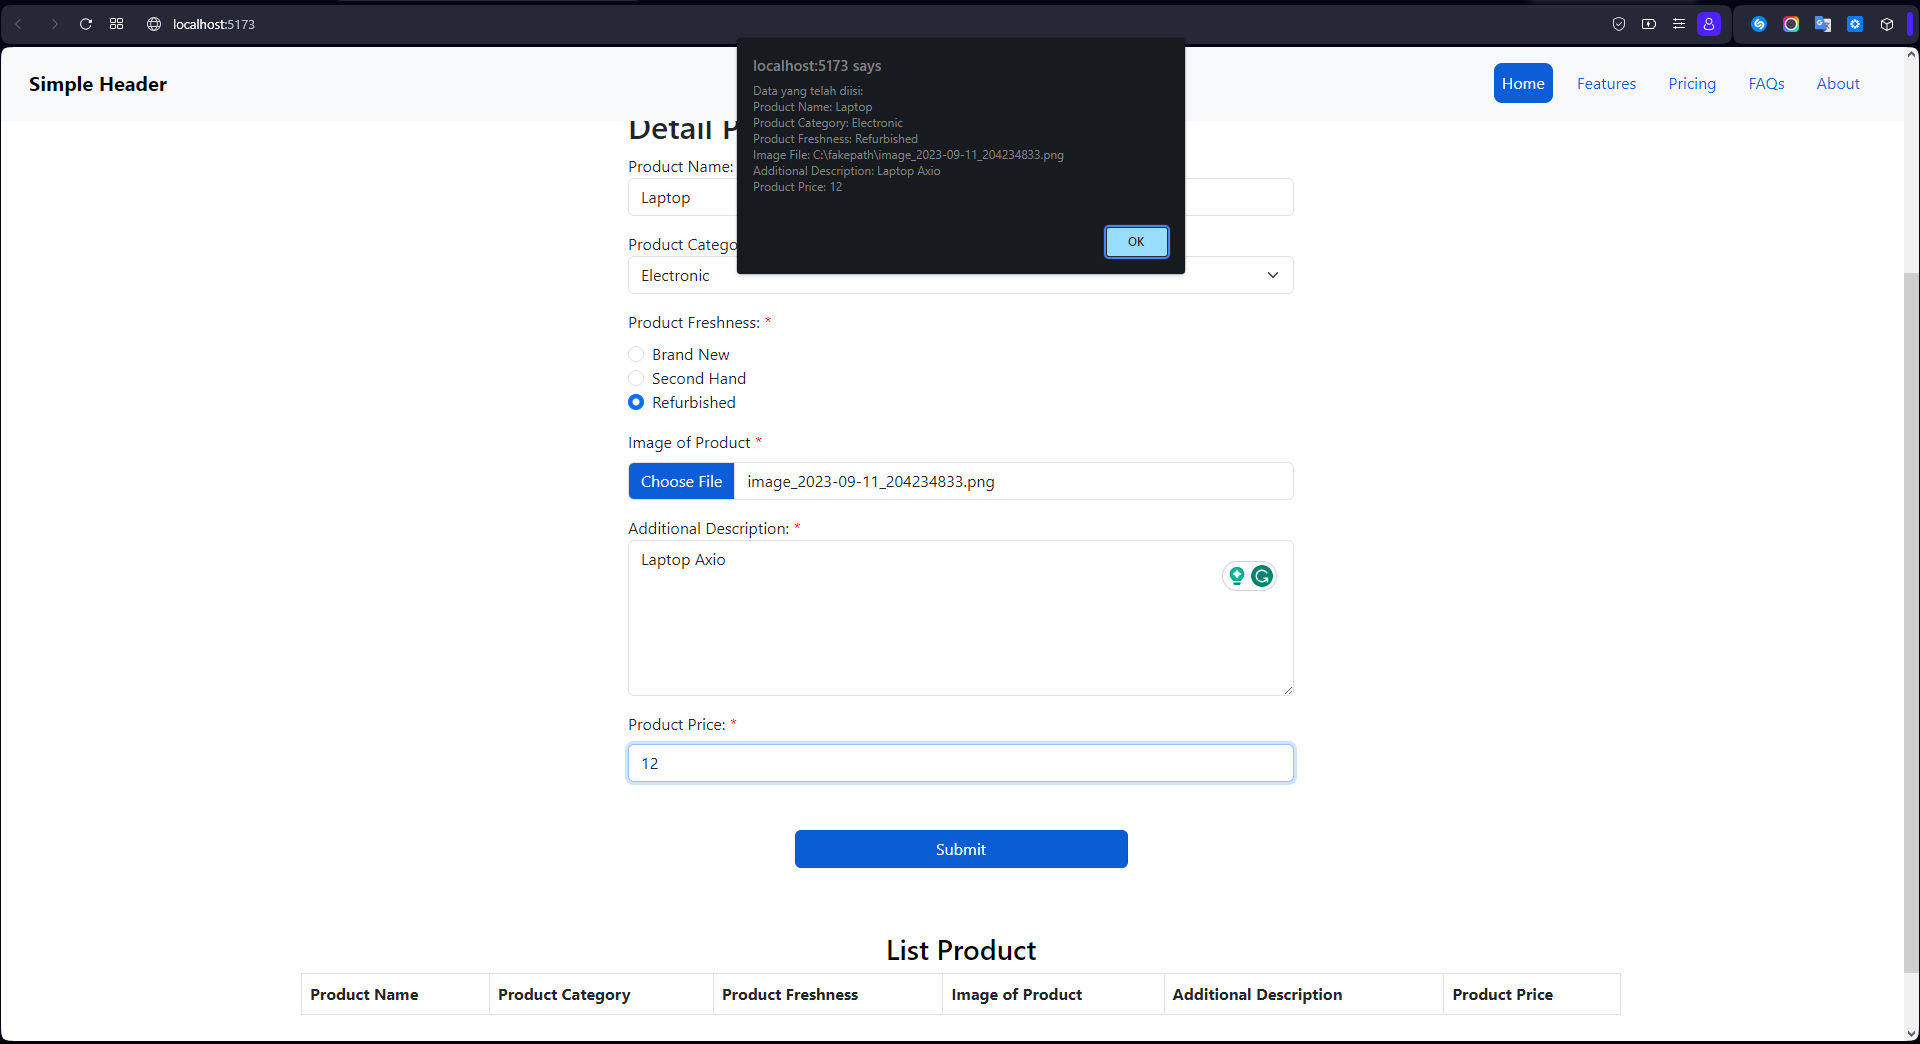 localhost:5173
Simple Header
Home
Features
Pricing
FAQs
About
localhost:5173 says
Data yang telah diisi:
Product Name: Laptop
Product Category: Electronic
Product Freshness: Refurbished
Image File: C:\fakepath\image_2023-09-11_204234833.png
Additional Description: Laptop Axio
Product Price: 12
OK
Detail P
Product Name:
Laptop
Product Catego
Electronic
Product Freshness: *
Brand New
Second Hand
Refurbished
Image of Product *
Choose File image_2023-09-11_204234833.png
Additional Description: *
Laptop Axio
Product Price: *
12
Submit
List Product
Product Name Product Category Product Freshness Image of Product Additional Description Product Price